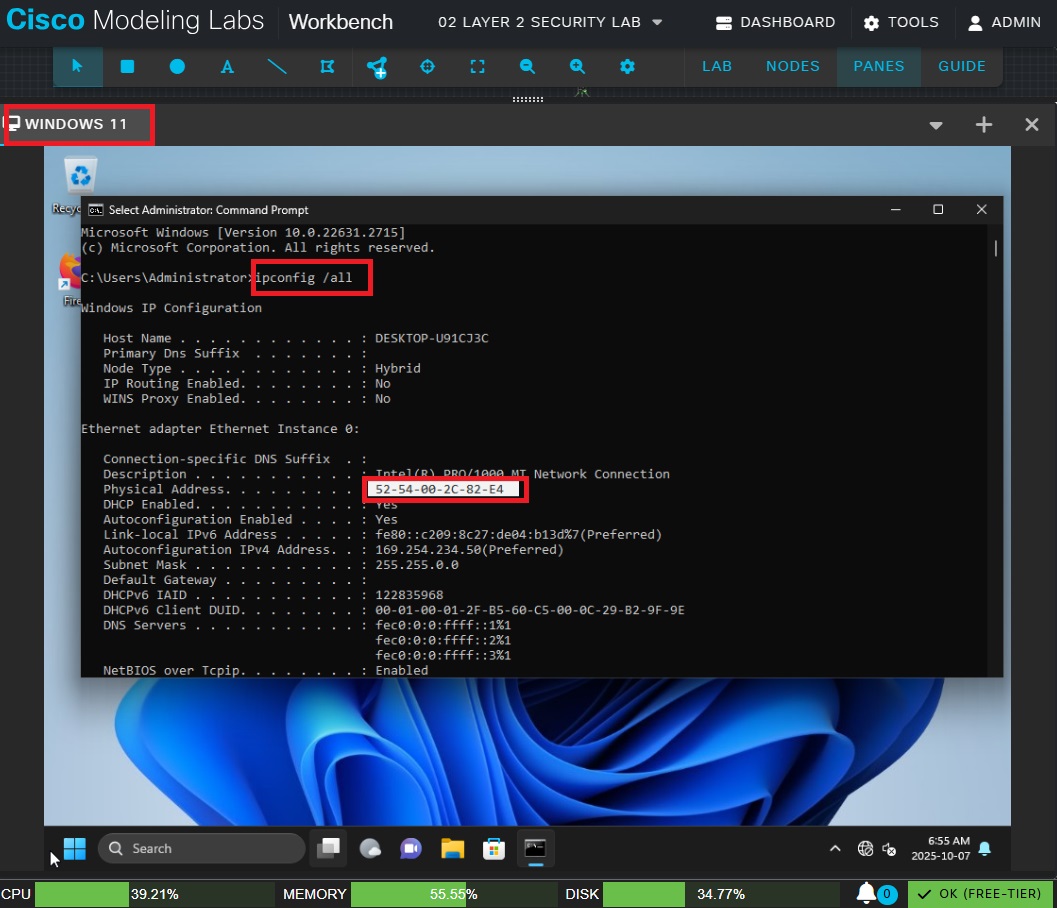 Cisco Modeling Labs Workbench 02 LAYER 2 SECURITY LAB DASHBOARD TOOLS ADMIN
A LAB NODES PANES GUIDE
WINDOWS 11
Select Administrator: Command Prompt
Microsoft Windows [Version 10.0.22631.2715]
(c) Microsoft Corporation. All rights reserved.
C:\Users\Administrator>ipconfig /all
Windows IP Configuration
Host Name . . . . . . . . . . . . : DESKTOP-U91CJ3C
Primary Dns Suffix . . . . . . . :
Node Type . . . . . . . . . . . . : Hybrid
IP Routing Enabled. . . . . . . . : No
WINS Proxy Enabled. . . . . . . . : No
Ethernet adapter Ethernet Instance 0:
Connection-specific DNS Suffix . :
Description . . . . . . . . . . . : Intel(R) PRO/1000 MT Network Connection
Physical Address. . . . . . . . . : 52-54-00-2C-82-E4
DHCP Enabled. . . . . . . . . . . : Yes
Autoconfiguration Enabled . . . . : Yes
Link-local IPv6 Address . . . . . : fe80::c209:8c27:de04:b13d%7(Preferred)
Autoconfiguration IPv4 Address. . : 169.254.234.50(Preferred)
Subnet Mask . . . . . . . . . . . : 255.255.0.0
Default Gateway . . . . . . . . . :
DHCPv6 IAID . . . . . . . . . . . : 122835968
DHCPv6 Client DUID. . . . . . . . : 00-01-00-01-2F-B5-60-C5-00-0C-29-B2-9F-9E
DNS Servers . . . . . . . . . . . : fec0:0:0:ffff::1%1
fec0:0:0:ffff::2%1
fec0:0:0:ffff::3%1
NetBIOS over Tcpip. . . . . . . . : Enabled
Search
6:55 AM
2025-10-07
CPU 39.21% MEMORY 55.55% DISK 34.77% 0 OK (FREE-TIER)